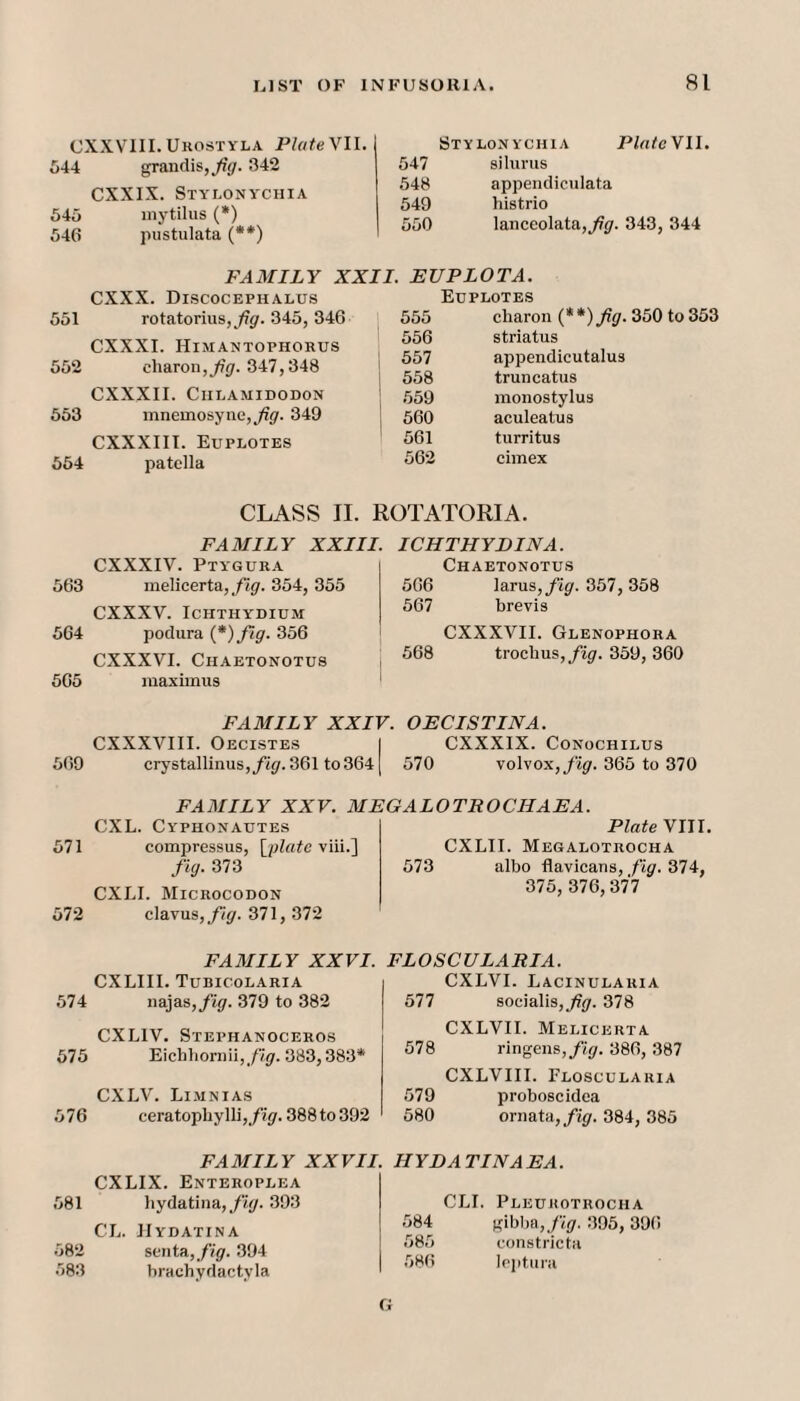 LIST OF INFUSORIA. 81
CXXVIII. UROSTYLA Plate VII.
544 grandis, fig. 342
CXXIX. STYLONYCHIA
545 mytilus (*)
546 pustulata (**)
STYLONYCHIA Plate VII.
547 silurus
548 appendiculata
549 histrio
550 lanceolata, fig. 343, 344
FAMILY XXII. EUPLOTA.
CXXX. DISCOCEPHALUS
551 rotatorius, fig. 345, 346
CXXXI. HIMANTOPHORUS
552 charon, fig. 347, 348
CXXXII. CHLAMIDODON
553 mnemosyne, fig. 349
CXXXIII. EUPLOTES
554 patella
EUPLOTES
555 charon (**) fig. 350 to 353
556 striatus
557 appendicutalus
558 truncatus
559 monostylus
560 aculeatus
561 turritus
562 cimex
CLASS II. ROTATORIA.
FAMILY XXIII. ICHTHYDINA.
CXXXIV. PTYGURA
563 melicerta, fig. 354, 355
CXXXV. ICHTHYDIUM
564 podura (*) fig. 356
CXXXVI. CHAETONOTUS
565 maximus
CHAETONOTUS
566 larus, fig. 357, 358
567 brevis
CXXXVII. GLENOPHORA
568 trochus, fig. 359, 360
FAMILY XXIV. OECISTINA.
CXXXVIII. OECISTES
569 crystallinus, fig. 361 to 364
CXXXIX. CONOCHILUS
570 volvox, fig. 365 to 370
FAMILY XXV. MEGALOTROCHAEA.
CXL. CYPHONAUTES
571 compressus, [plate viii.]
fig. 373
CXLI. MICROCODON
572 clavus, fig. 371, 372
Plate VIII.
CXLII. MEGALOTROCHA
573 albo flavicans, fig. 374,
375, 376, 377
FAMILY XXVI. FLOSCULARIA.
CXLIII. TUBICOLARIA
574 najas, fig. 379 to 382
CXLIV. STEPHANOCEROS
575 Eichhornii, fig. 383, 383*
CXLV. LIMNIAS
576 ceratophylli, fig. 388 to 392
CXLVI. LACINULARIA
577 socialis, fig. 378
CXLVII. MELICERTA
578 ringens, fig. 386, 387
CXLVIII. FLOSCULARIA
579 proboscidea
580 ornata, fig. 384, 385
FAMILY XXVII. HYDATINAEA.
CXLIX. ENTEROPLEA
581 hydatina, fig. 393
CL. HYDATINA
582 senta, fig. 394
583 brachydactyla
CLI. PLEUROTROCHA
584 gibba, fig. 395, 396
585 constricta
586 leptura
G